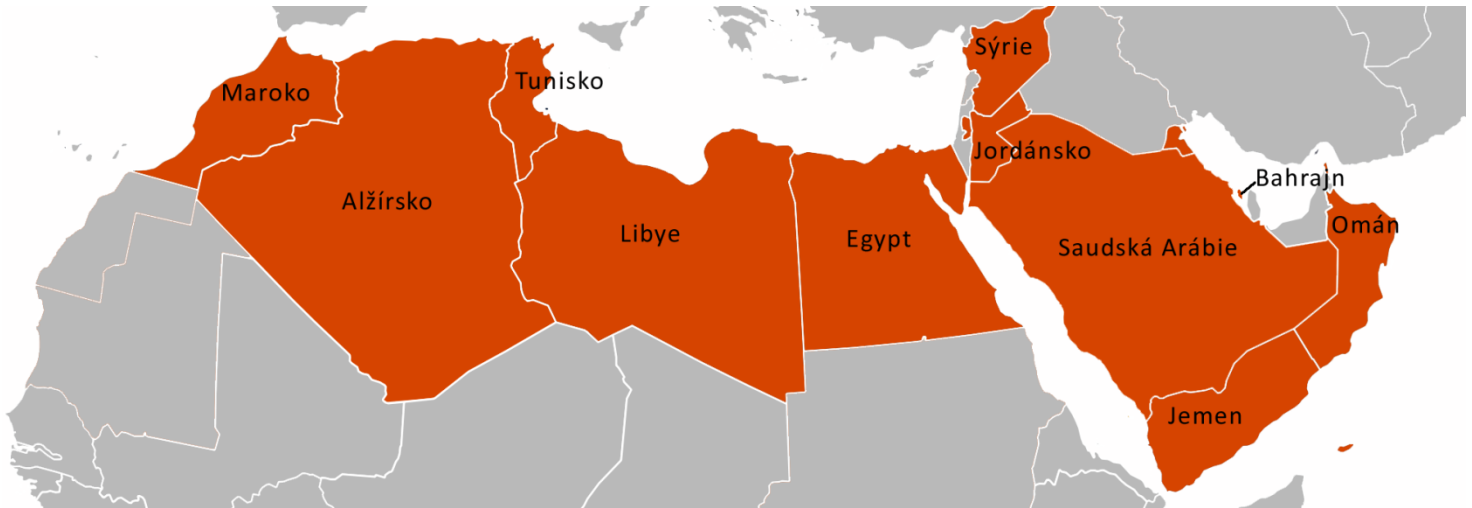 Sýrie
Tunisko
Maroko
Jordánsko
Bahrajn
Alžírsko
Omán
Libye
Egypt
Saudská Arábie
Jemen